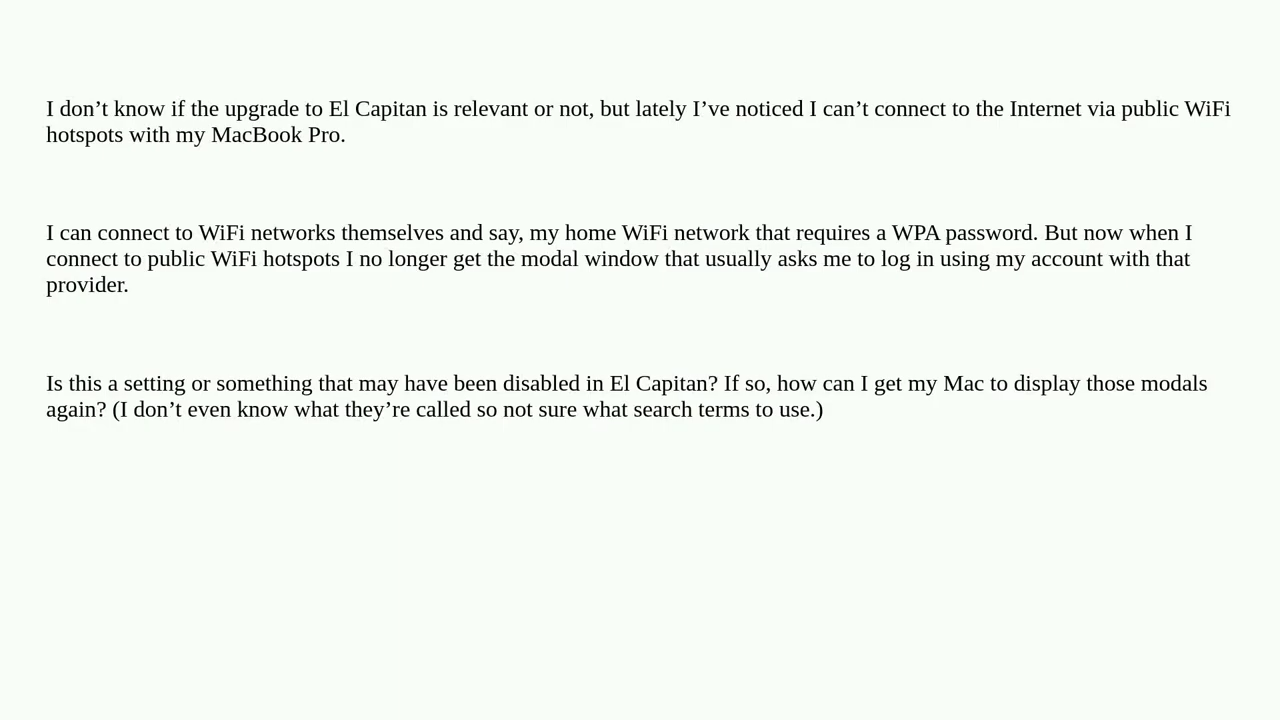 I don’t know if the upgrade to El Capitan is relevant or not, but lately I’ve noticed I can’t connect to the Internet via public WiFi
hotspots with my MacBook Pro.
I can connect to WiFi networks themselves and say, my home WiFi network that requires a WPA password. But now when I
connect to public WiFi hotspots I no longer get the modal window that usually asks me to log in using my account with that
provider.
Is this a setting or something that may have been disabled in El Capitan? If so, how can I get my Mac to display those modals
again? (I don’t even know what they’re called so not sure what search terms to use.)